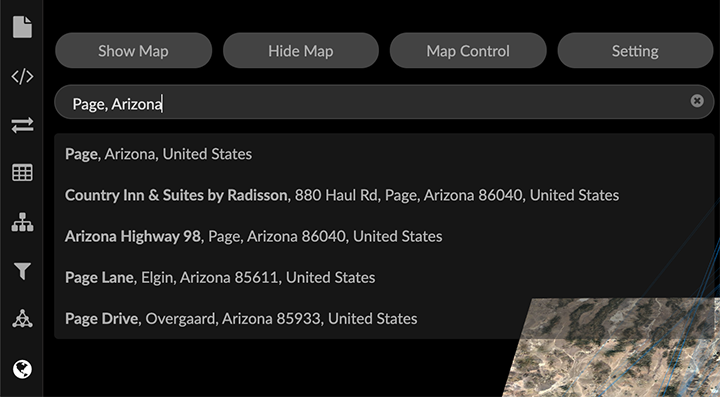 Show Map Hide Map Map Control Setting
Page, Arizona
Page, Arizona, United States
Country Inn & Suites by Radisson, 880 Haul Rd, Page, Arizona 86040, United States
Arizona Highway 98, Page, Arizona 86040, United States
Page Lane, Elgin, Arizona 85611, United States
Page Drive, Overgaard, Arizona 85933, United States